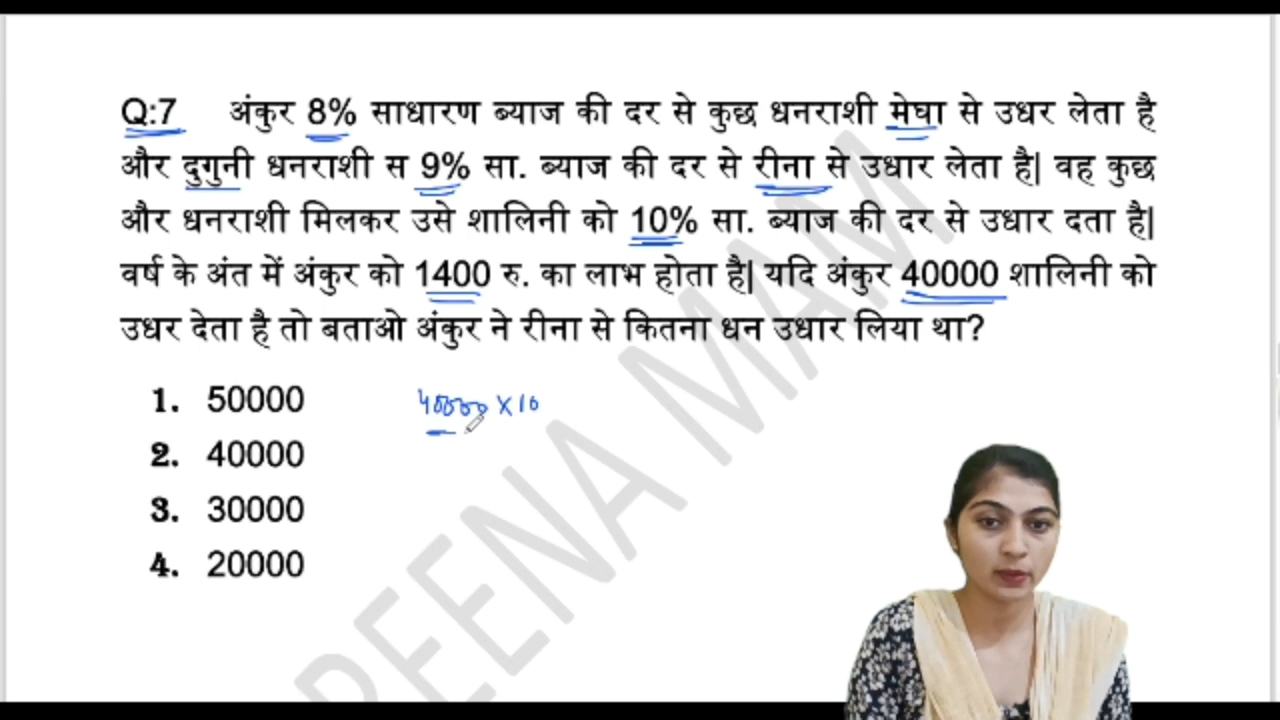 Q:7 अंकुर 8% साधारण ब्याज की दर से कुछ धनराशी मेघा से उधर लेता है
और दुगुनी धनराशी स 9% सा. ब्याज की दर से रीना से उधार लेता है| वह कुछ
और धनराशी मिलकर उसे शालिनी को 10% सा. ब्याज की दर से उधार दता है|
वर्ष के अंत में अंकुर को 1400 रु. का लाभ होता है| यदि अंकुर 40000 शालिनी को
उधर देता है तो बताओ अंकुर ने रीना से कितना धन उधार लिया था?
1. 50000
40000 × 10
2. 40000
3. 30000
4. 20000
REENA MAM